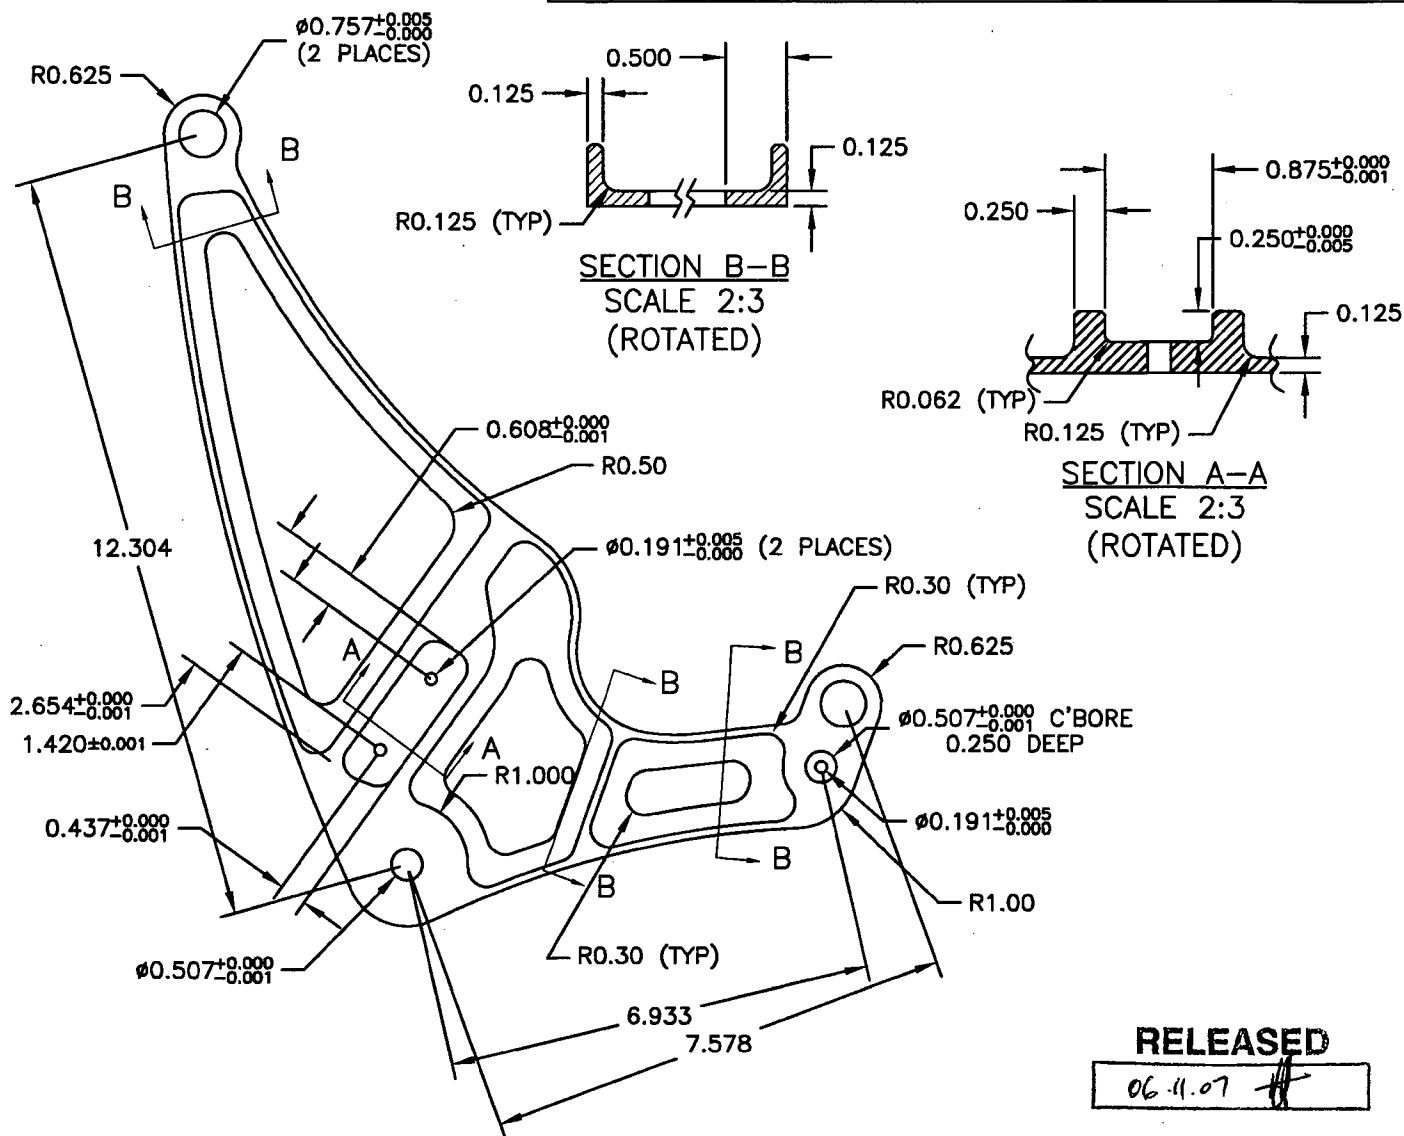 ø0.757+0.005 -0.000
(2 PLACES)
R0.625
0.500
0.125
0.125
R0.125 (TYP)
SECTION B-B
SCALE 2:3
(ROTATED)
0.875+0.000 -0.001
0.250
0.250+0.000 -0.005
0.125
R0.062 (TYP)
R0.125 (TYP)
SECTION A-A
SCALE 2:3
(ROTATED)
B
B
0.608+0.000 -0.001
R0.50
12.304
ø0.191+0.005 -0.000 (2 PLACES)
R0.30 (TYP)
R0.625
A
B
B
2.654+0.000 -0.001
1.420±0.001
ø0.507+0.000 -0.001 C'BORE
0.250 DEEP
A
R1.000
0.437+0.000 -0.001
ø0.191+0.005 -0.000
B
B
R1.00
ø0.507+0.000 -0.001
R0.30 (TYP)
6.933
7.578
RELEASED
06.11.07